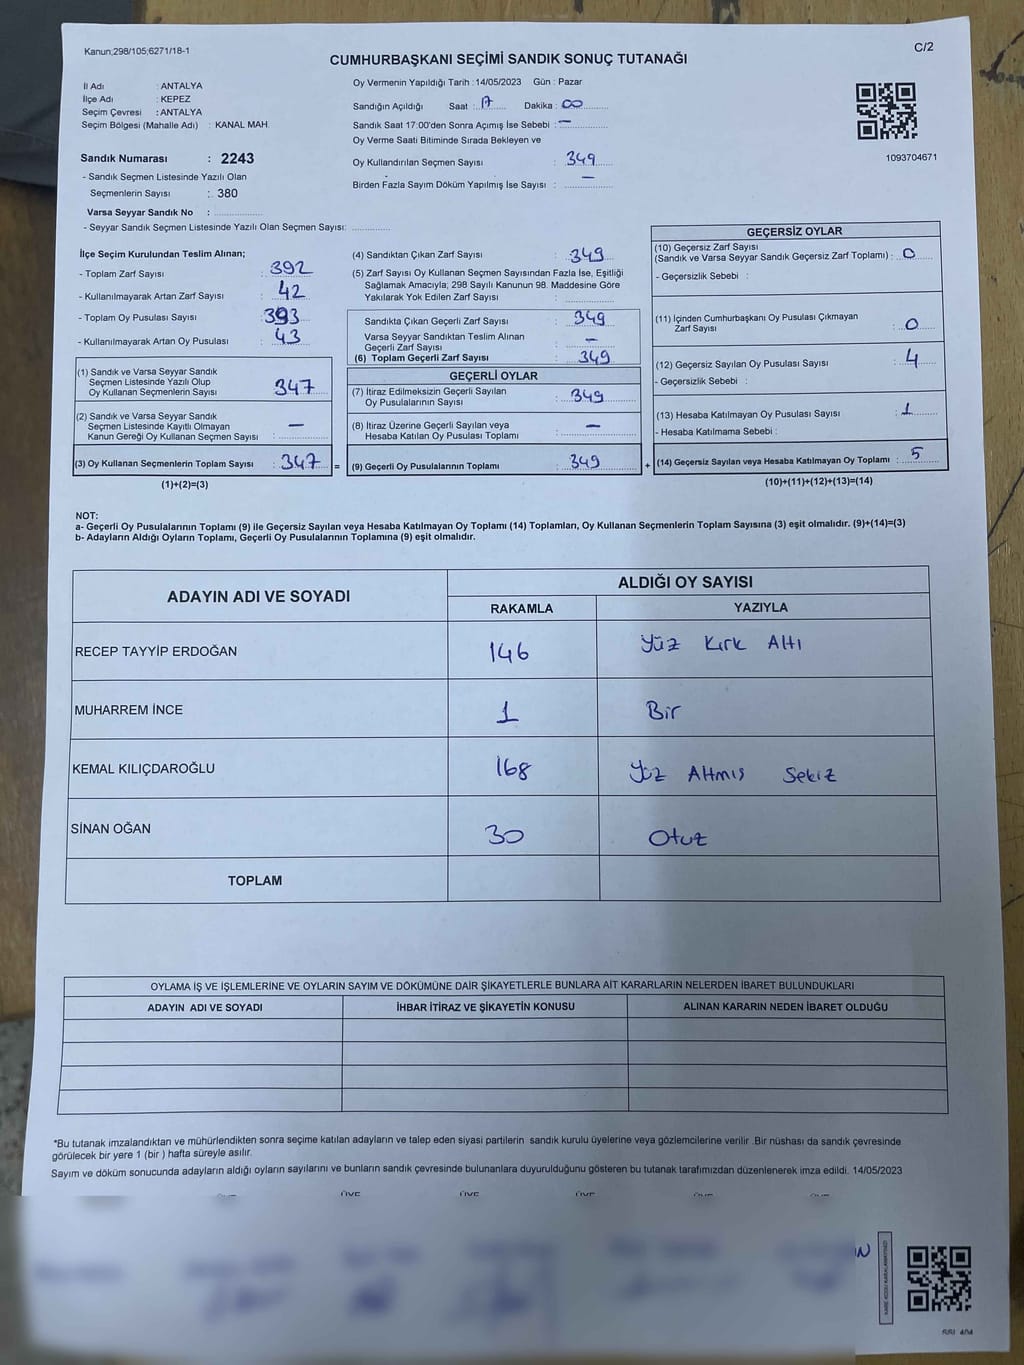 Kanun;298/105;6271/18-1
C/2
CUMHURBAŞKANI SEÇİMİ SANDIK SONUÇ TUTANAĞI
İl Adı : ANTALYA
İlçe Adı : KEPEZ
Seçim Çevresi : ANTALYA
Seçim Bölgesi (Mahalle Adı) : KANAL MAH.
Sandık Numarası : 2243
- Sandık Seçmen Listesinde Yazılı Olan
Seçmenlerin Sayısı : 380
Varsa Seyyar Sandık No :
- Seyyar Sandık Seçmen Listesinde Yazılı Olan Seçmen Sayısı:
Oy Vermenin Yapıldığı Tarih : 14/05/2023 Gün : Pazar
Sandığın Açıldığı Saat : 17 Dakika : 00
Sandık Saat 17:00'den Sonra Açımış İse Sebebi : —
Oy Verme Saati Bitiminde Sırada Bekleyen ve
Oy Kullandırılan Seçmen Sayısı : 349
Birden Fazla Sayım Döküm Yapılmış İse Sayısı : —
1093704671
İlçe Seçim Kurulundan Teslim Alınan;
- Toplam Zarf Sayısı : 392
- Kullanılmayarak Artan Zarf Sayısı : 42
- Toplam Oy Pusulası Sayısı : 393
- Kullanılmayarak Artan Oy Pusulası : 43
(1) Sandık ve Varsa Seyyar Sandık
Seçmen Listesinde Yazılı Olup
Oy Kullanan Seçmenlerin Sayısı : 347
(2) Sandık ve Varsa Seyyar Sandık
Seçmen Listesinde Kayıtlı Olmayan
Kanun Gereği Oy Kullanan Seçmen Sayısı : —
(3) Oy Kullanan Seçmenlerin Toplam Sayısı : 347 =
(1)+(2)=(3)
(4) Sandıktan Çıkan Zarf Sayısı : 349
(5) Zarf Sayısı Oy Kullanan Seçmen Sayısından Fazla İse, Eşitliği
Sağlamak Amacıyla; 298 Sayılı Kanunun 98. Maddesine Göre
Yakılarak Yok Edilen Zarf Sayısı :
Sandıkta Çıkan Geçerli Zarf Sayısı : 349
Varsa Seyyar Sandıktan Teslim Alınan
Geçerli Zarf Sayısı : —
(6) Toplam Geçerli Zarf Sayısı : 349
GEÇERLİ OYLAR
(7) İtiraz Edilmeksizin Geçerli Sayılan
Oy Pusulalarının Sayısı : 349
(8) İtiraz Üzerine Geçerli Sayılan veya
Hesaba Katılan Oy Pusulası Toplamı : —
(9) Geçerli Oy Pusulalarının Toplamı : 349 +
GEÇERSİZ OYLAR
(10) Geçersiz Zarf Sayısı
(Sandık ve Varsa Seyyar Sandık Geçersiz Zarf Toplamı) : 0
- Geçersizlik Sebebi :
(11) İçinden Cumhurbaşkanı Oy Pusulası Çıkmayan
Zarf Sayısı : 0
(12) Geçersiz Sayılan Oy Pusulası Sayısı : 4
- Geçersizlik Sebebi :
(13) Hesaba Katılmayan Oy Pusulası Sayısı : 1
- Hesaba Katılmama Sebebi :
(14) Geçersiz Sayılan veya Hesaba Katılmayan Oy Toplamı : 5
(10)+(11)+(12)+(13)=(14)
NOT:
a- Geçerli Oy Pusulalarının Toplamı (9) ile Geçersiz Sayılan veya Hesaba Katılmayan Oy Toplamı (14) Toplamları, Oy Kullanan Seçmenlerin Toplam Sayısına (3) eşit olmalıdır. (9)+(14)=(3)
b- Adayların Aldığı Oyların Toplamı, Geçerli Oy Pusulalarının Toplamına (9) eşit olmalıdır.
ADAYIN ADI VE SOYADI
ALDIĞI OY SAYISI
RAKAMLA YAZIYLA
RECEP TAYYİP ERDOĞAN 146 Yüz Kırk Altı
MUHARREM İNCE 1 Bir
KEMAL KILIÇDAROĞLU 168 Yüz Altmış Sekiz
SİNAN OĞAN 30 Otuz
TOPLAM
OYLAMA İŞ VE İŞLEMLERİNE VE OYLARIN SAYIM VE DÖKÜMÜNE DAİR ŞİKAYETLERLE BUNLARA AİT KARARLARIN NELERDEN İBARET BULUNDUKLARI
ADAYIN ADI VE SOYADI İHBAR İTİRAZ VE ŞİKAYETİN KONUSU ALINAN KARARIN NEDEN İBARET OLDUĞU
*Bu tutanak imzalandıktan ve mühürlendikten sonra seçime katılan adayların ve talep eden siyasi partilerin sandık kurulu üyelerine veya gözlemcilerine verilir .Bir nüshası da sandık çevresinde
görülecek bir yere 1 (bir ) hafta süreyle asılır.
Sayım ve döküm sonucunda adayların aldığı oyların sayılarını ve bunların sandık çevresinde bulunanlara duyurulduğunu gösteren bu tutanak tarafımızdan düzenlenerek imza edildi. 14/05/2023
ÜYE ÜYE ÜYE ÜYE ÜYE ÜYE